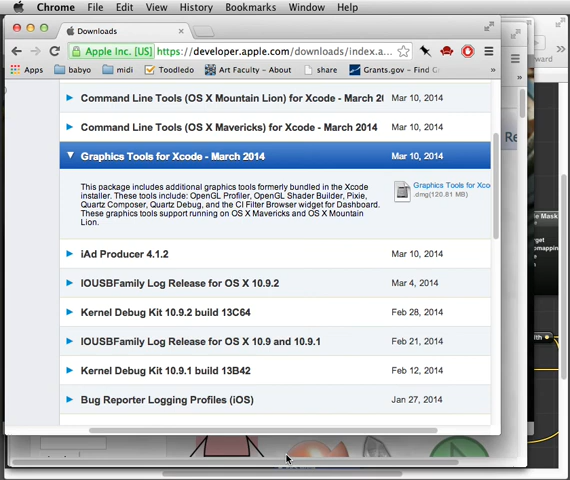 Chrome File Edit View History Bookmarks Window Help
Downloads
Apple Inc. [US] https://developer.apple.com/downloads/index.a...
Apps babyo midi Toodledo Art Faculty – About share Grants.gov – Find G
Command Line Tools (OS X Mountain Lion) for Xcode - March 20 Mar 10, 2014
Command Line Tools (OS X Mavericks) for Xcode - March 2014 Mar 10, 2014
Graphics Tools for Xcode - March 2014 Mar 10, 2014
This package includes additional graphics tools formerly bundled in the Xcode
installer. These tools include: OpenGL Profiler, OpenGL Shader Builder, Pixie,
Quartz Composer, Quartz Debug, and the CI Filter Browser widget for Dashboard.
These graphics tools support running on OS X Mavericks and OS X Mountain
Lion.
Graphics Tools for Xco
.dmg(120.81 MB)
iAd Producer 4.1.2 Mar 10, 2014
IOUSBFamily Log Release for OS X 10.9.2 Mar 4, 2014
Kernel Debug Kit 10.9.2 build 13C64 Feb 28, 2014
IOUSBFamily Log Release for OS X 10.9 and 10.9.1 Feb 21, 2014
Kernel Debug Kit 10.9.1 build 13B42 Feb 12, 2014
Bug Reporter Logging Profiles (iOS) Jan 27, 2014
Re
ward
Mask
rget
mapping
ith